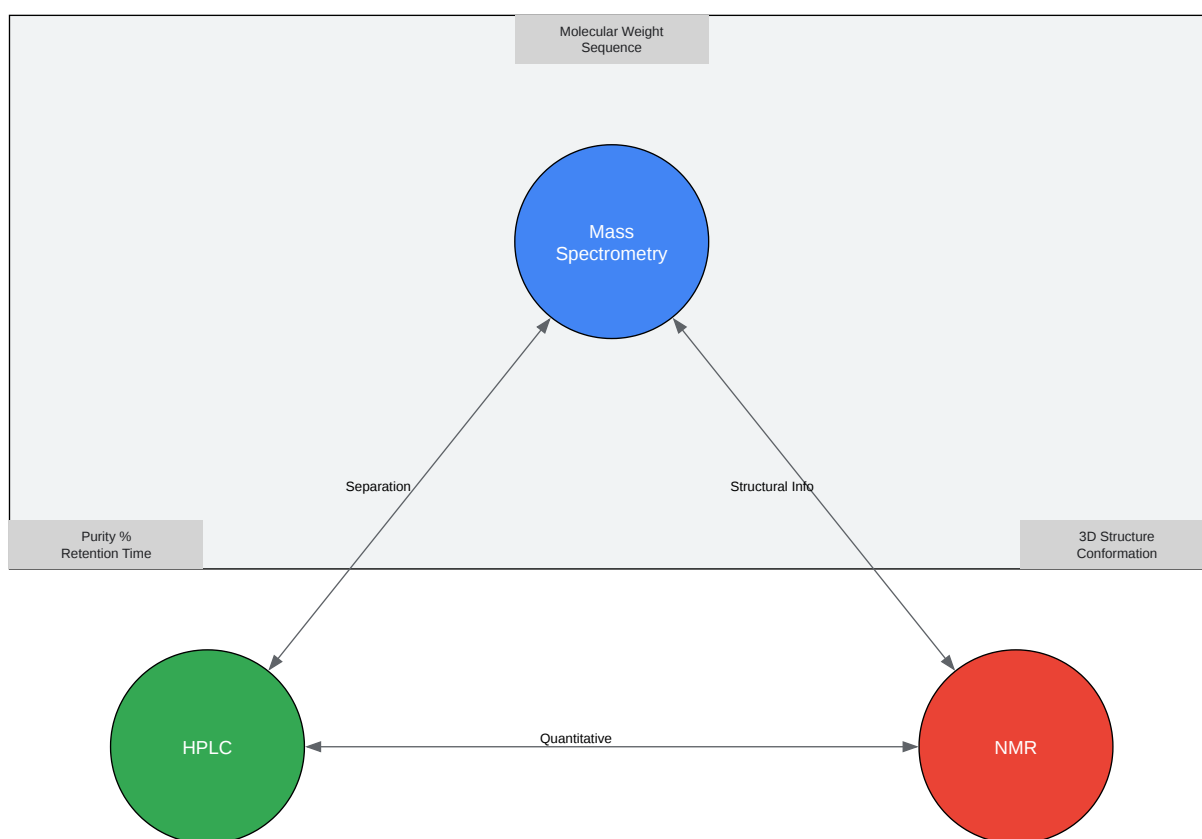 Molecular Weight
Sequence
Mass
Spectrometry
Separation
Structural Info
Purity %
Retention Time
3D Structure
Conformation
Quantitative
HPLC
NMR